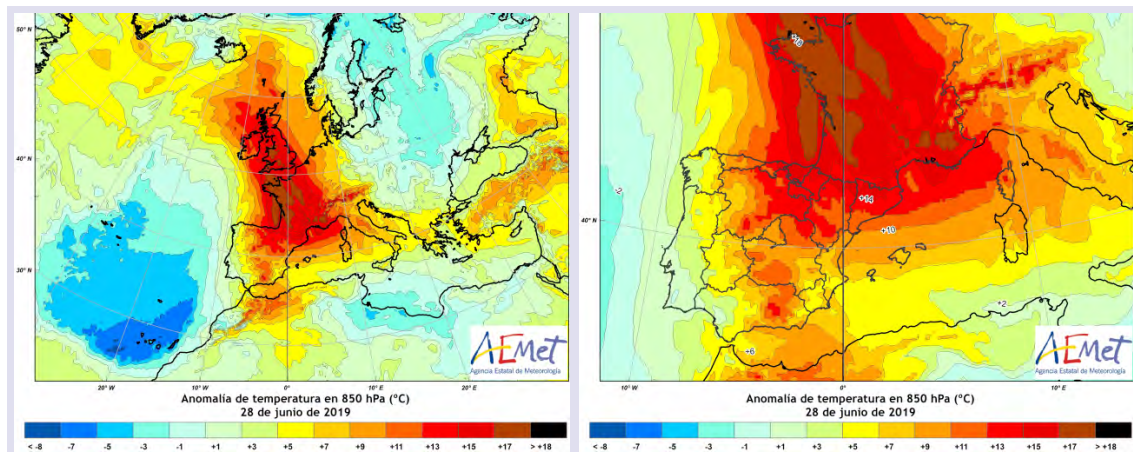 50° N
40° N
30° N
20° W
10° W
0°
10° E
20° E
AEMet
Agencia Estatal de Meteorología
Anomalía de temperatura en 850 hPa (°C)
28 de junio de 2019
< -8 -7 -5 -3 -1 +1 +3 +5 +7 +9 +11 +13 +15 +17 > +18
+18
-2
+14
40° N
+10
+2
+6
10° W
0°
10° E
AEMet
Agencia Estatal de Meteorología
Anomalía de temperatura en 850 hPa (°C)
28 de junio de 2019
< -8 -7 -5 -3 -1 +1 +3 +5 +7 +9 +11 +13 +15 +17 > +18